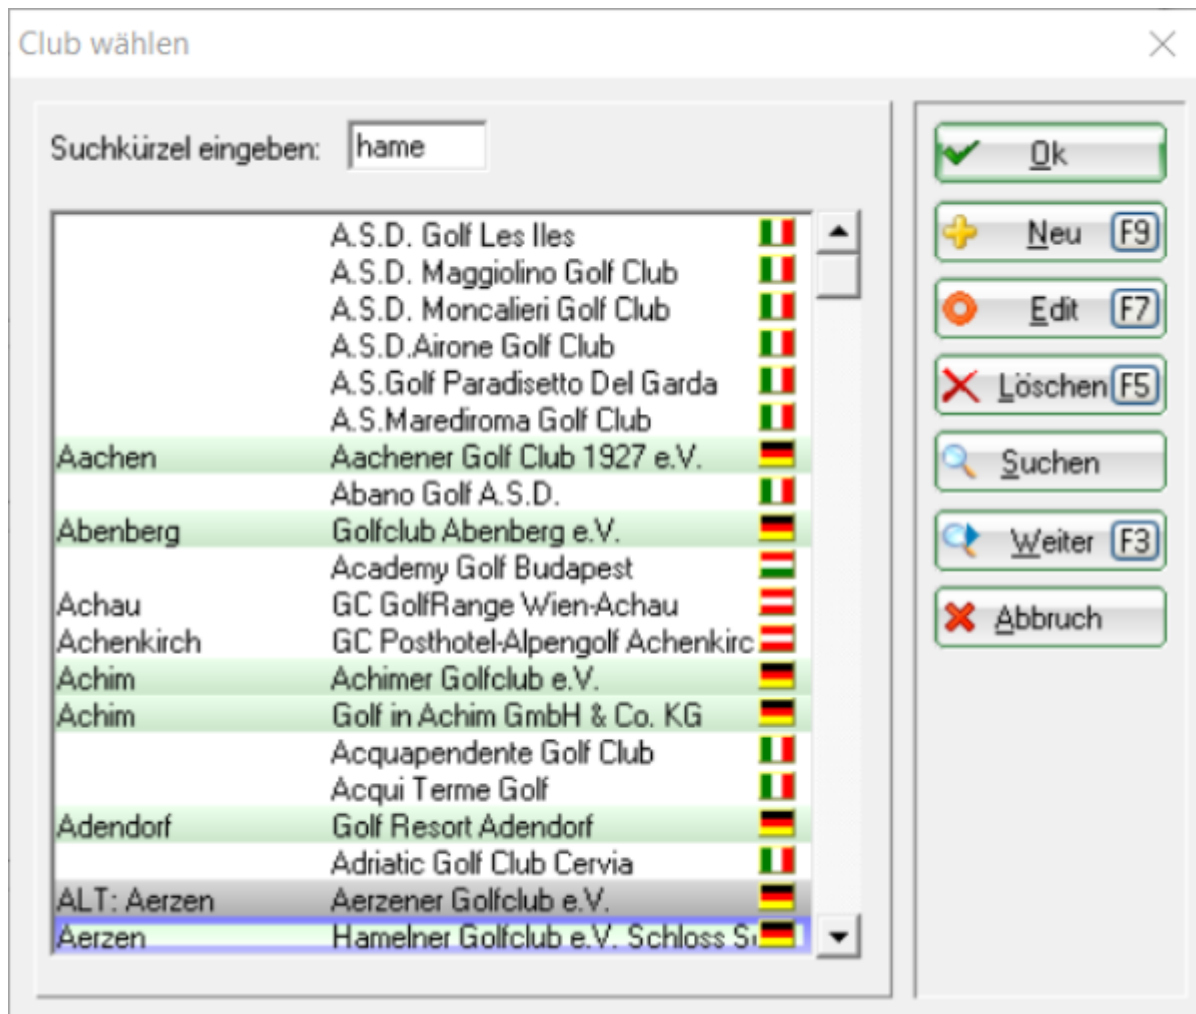 Club wählen
Suchkürzel eingeben: hame
A.S.D. Golf Les Iles
A.S.D. Maggiolino Golf Club
A.S.D. Moncalieri Golf Club
A.S.D.Airone Golf Club
A.S.Golf Paradisetto Del Garda
A.S.Marediroma Golf Club
Aachen Aachener Golf Club 1927 e.V.
Abano Golf A.S.D.
Abenberg Golfclub Abenberg e.V.
Academy Golf Budapest
Achau GC GolfRange Wien-Achau
Achenkirch GC Posthotel-Alpengolf Achenkirc
Achim Achimer Golfclub e.V.
Achim Golf in Achim GmbH & Co. KG
Acquapendente Golf Club
Acqui Terme Golf
Adendorf Golf Resort Adendorf
Adriatic Golf Club Cervia
ALT: Aerzen Aerzener Golfclub e.V.
Aerzen Hamelner Golfclub e.V. Schloss
Ok
Neu F9
Edit F7
Löschen F5
Suchen
Weiter F3
Abbruch